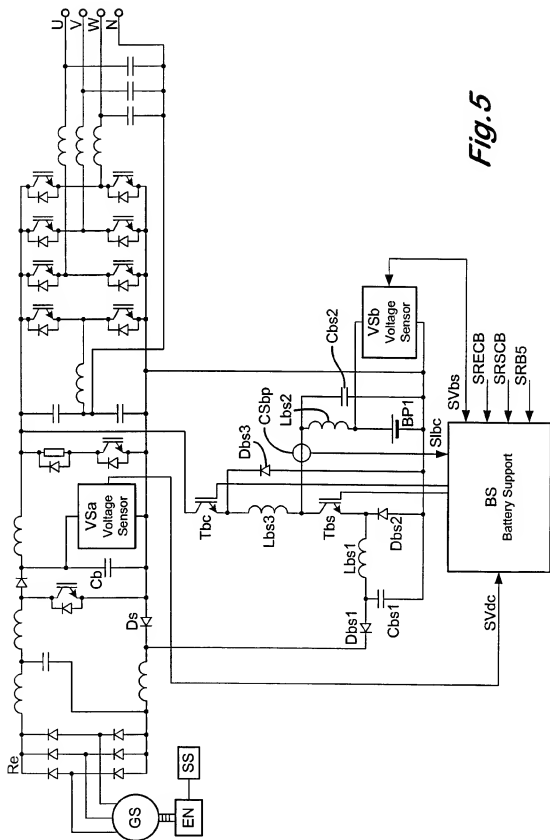 U
V
W
N
Re
Ds
Cb
VSa
Voltage
Sensor
GS
EN
SS
Tbc
Lbs3
Tbs
Dbs3
CSbp
Lbs2
Cbs2
VSb
Voltage
Sensor
BP1
Lbs1
Dbs1
Cbs1
Dbs2
SIbc
SVbs
SRECB
SRSCB
SRB5
SVdc
BS
Battery Support
Fig.5